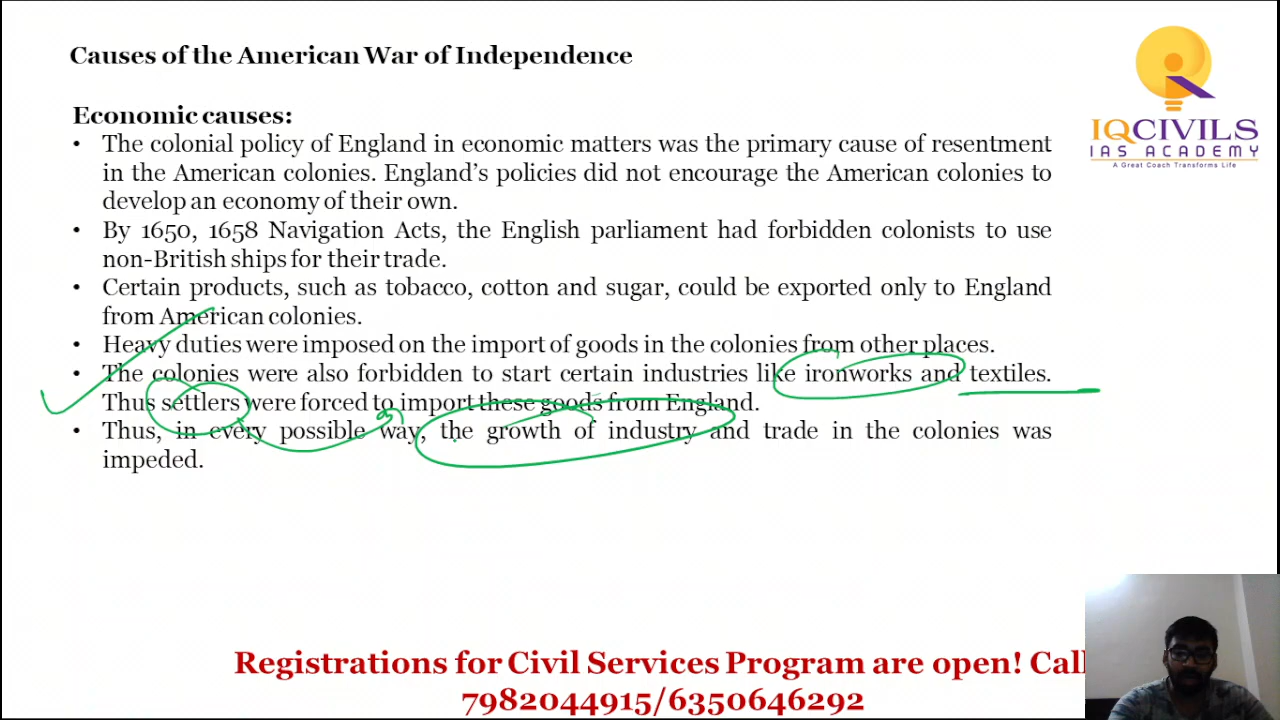 Causes of the American War of Independence
IQCIVILS
IAS ACADEMY
A Great Coach Transforms Life
Economic causes:
• The colonial policy of England in economic matters was the primary cause of resentment
in the American colonies. England's policies did not encourage the American colonies to
develop an economy of their own.
• By 1650, 1658 Navigation Acts, the English parliament had forbidden colonists to use
non-British ships for their trade.
• Certain products, such as tobacco, cotton and sugar, could be exported only to England
from American colonies.
• Heavy duties were imposed on the import of goods in the colonies from other places.
• The colonies were also forbidden to start certain industries like ironworks and textiles.
Thus settlers were forced to import these goods from England.
• Thus, in every possible way, the growth of industry and trade in the colonies was
impeded.
Registrations for Civil Services Program are open! Call
7982044915/6350646292